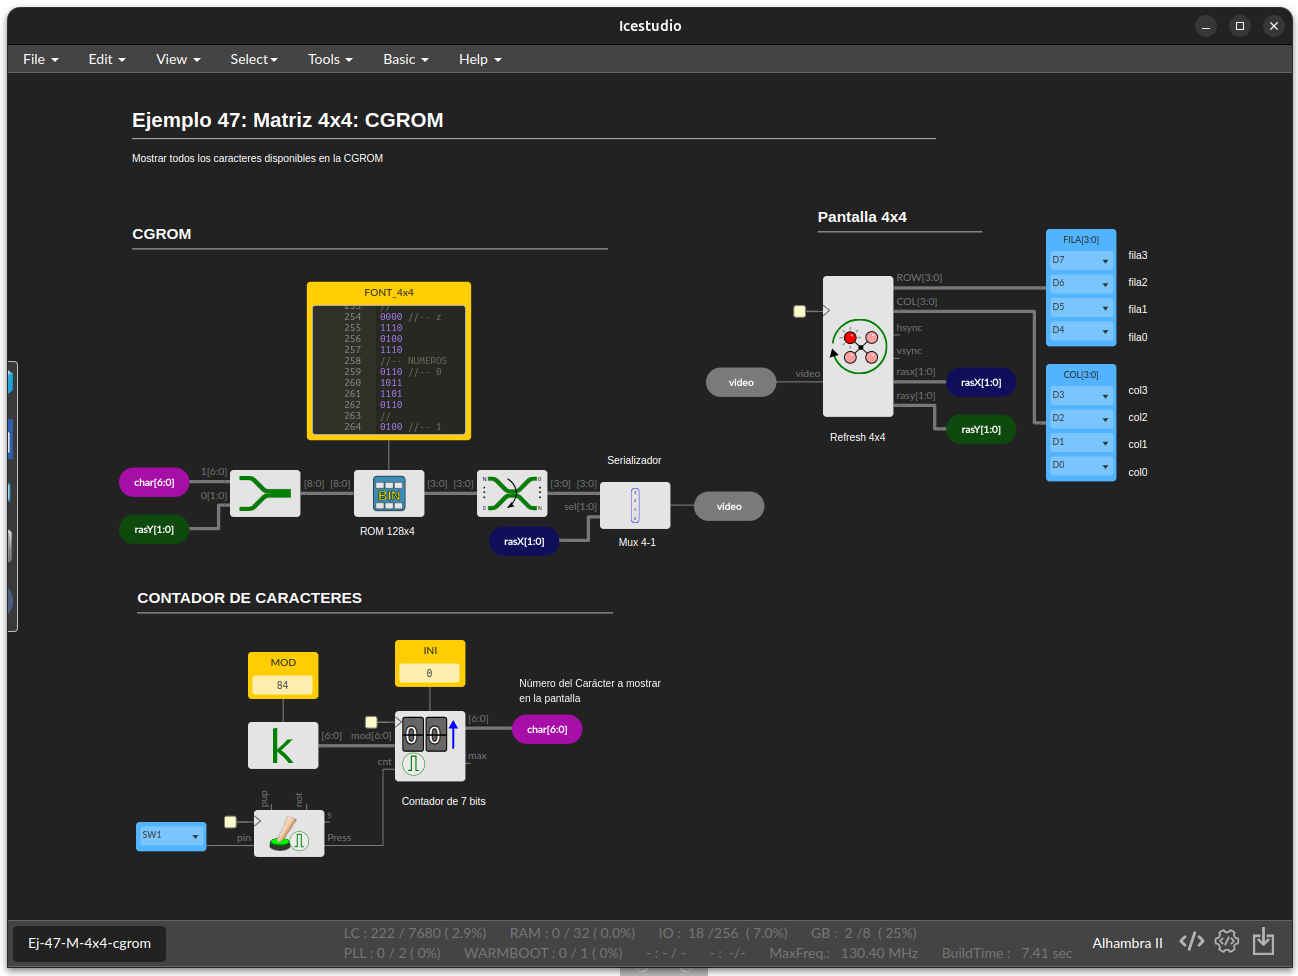 Icestudio
File Edit View Select Tools Basic Help
Ejemplo 47: Matriz 4x4: CGROM
Mostrar todos los caracteres disponibles en la CGROM
CGROM
FONT_4x4
254 0000 //-- z
255 1110
256 0100
257 1110
258 //-- NUMEROS
259 0110 //-- 0
260 1011
261 1101
262 0110
263 //
264 0100 //-- 1
char[6:0]
1[6:0]
0[1:0]
rasY[1:0]
[8:0] [8:0]
BIN
ROM 128x4
[3:0] [3:0]
N O
0 N
[3:0] [3:0]
sel[1:0]
rasX[1:0]
Serializador
Mux 4-1
video
Pantalla 4x4
video
video
ROW[3:0]
COL[3:0]
hsync
vsync
rasx[1:0]
rasy[1:0]
Refresh 4x4
rasX[1:0]
rasY[1:0]
FILA[3:0]
D7 fila3
D6 fila2
D5 fila1
D4 fila0
COL[3:0]
D3 col3
D2 col2
D1 col1
D0 col0
CONTADOR DE CARACTERES
MOD
84
k
[6:0] mod[6:0]
cnt
INI
0
00
[6:0]
max
Contador de 7 bits
Número del Carácter a mostrar
en la pantalla
char[6:0]
SW1
pin
pup
not
s
Press
Ej-47-M-4x4-cgrom
LC : 222 / 7680 ( 2.9%) RAM : 0 / 32 ( 0.0%) IO : 18 /256 ( 7.0%) GB : 2 /8 ( 25%)
PLL : 0 / 2 ( 0%) WARMBOOT : 0 / 1 ( 0%) - : - / - - : -/- MaxFreq.: 130.40 MHz BuildTime : 7.41 sec
Alhambra II